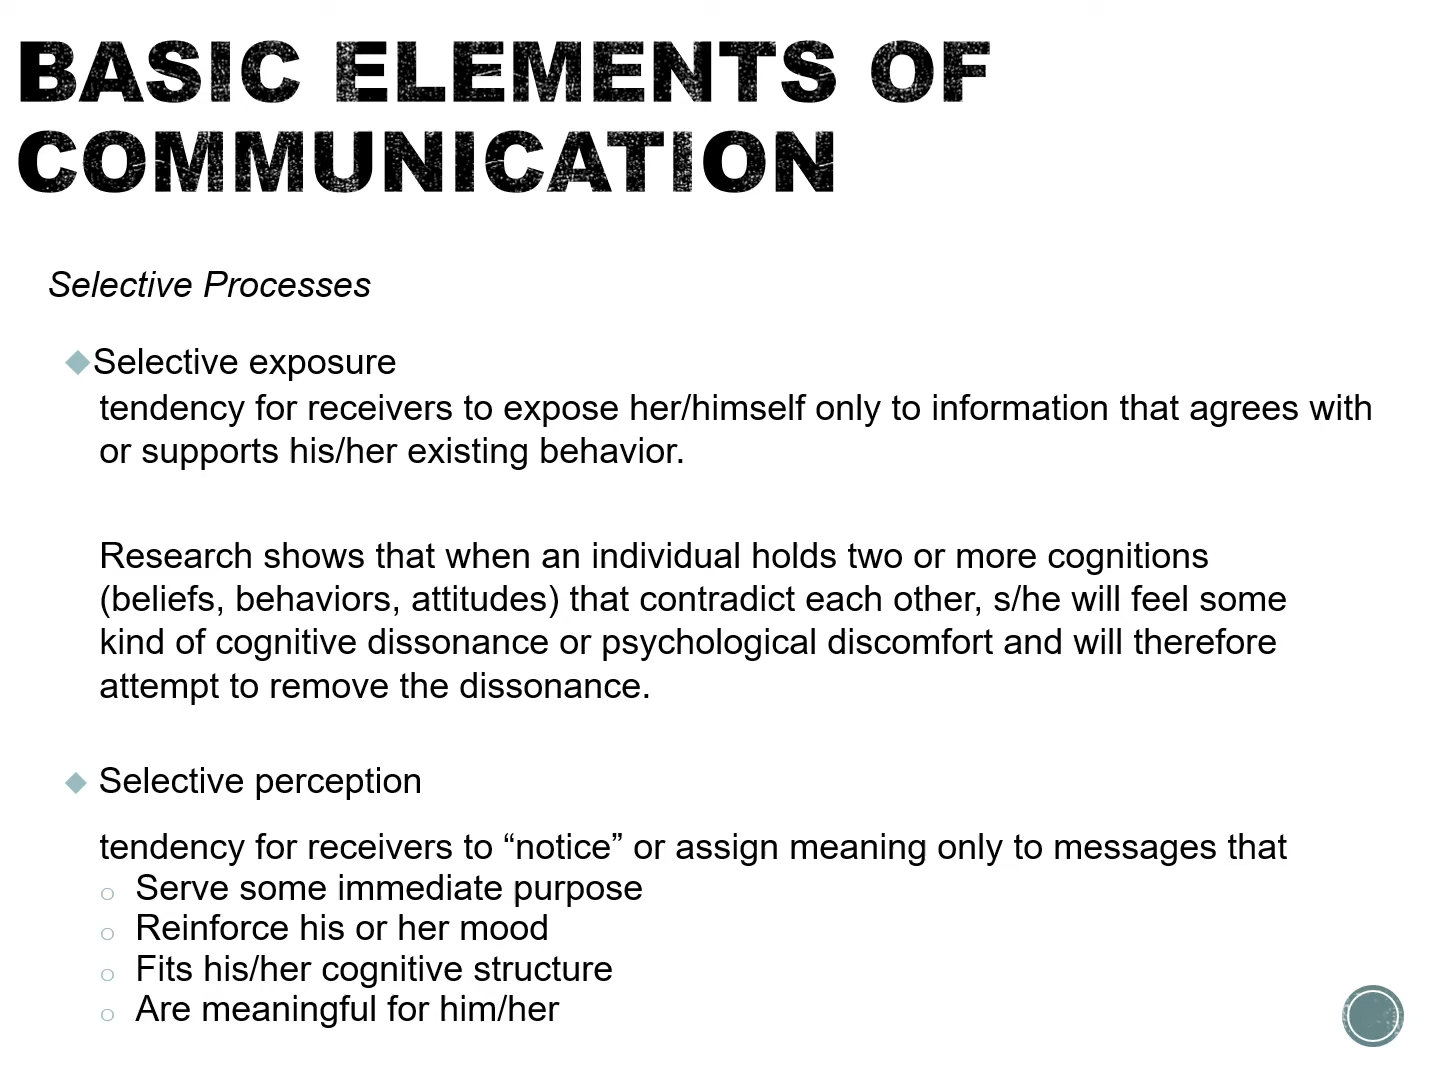 BASIC ELEMENTS OF
COMMUNICATION
Selective Processes
◆Selective exposure
tendency for receivers to expose her/himself only to information that agrees with
or supports his/her existing behavior.
Research shows that when an individual holds two or more cognitions
(beliefs, behaviors, attitudes) that contradict each other, s/he will feel some
kind of cognitive dissonance or psychological discomfort and will therefore
attempt to remove the dissonance.
◆ Selective perception
tendency for receivers to “notice” or assign meaning only to messages that
o Serve some immediate purpose
o Reinforce his or her mood
o Fits his/her cognitive structure
o Are meaningful for him/her